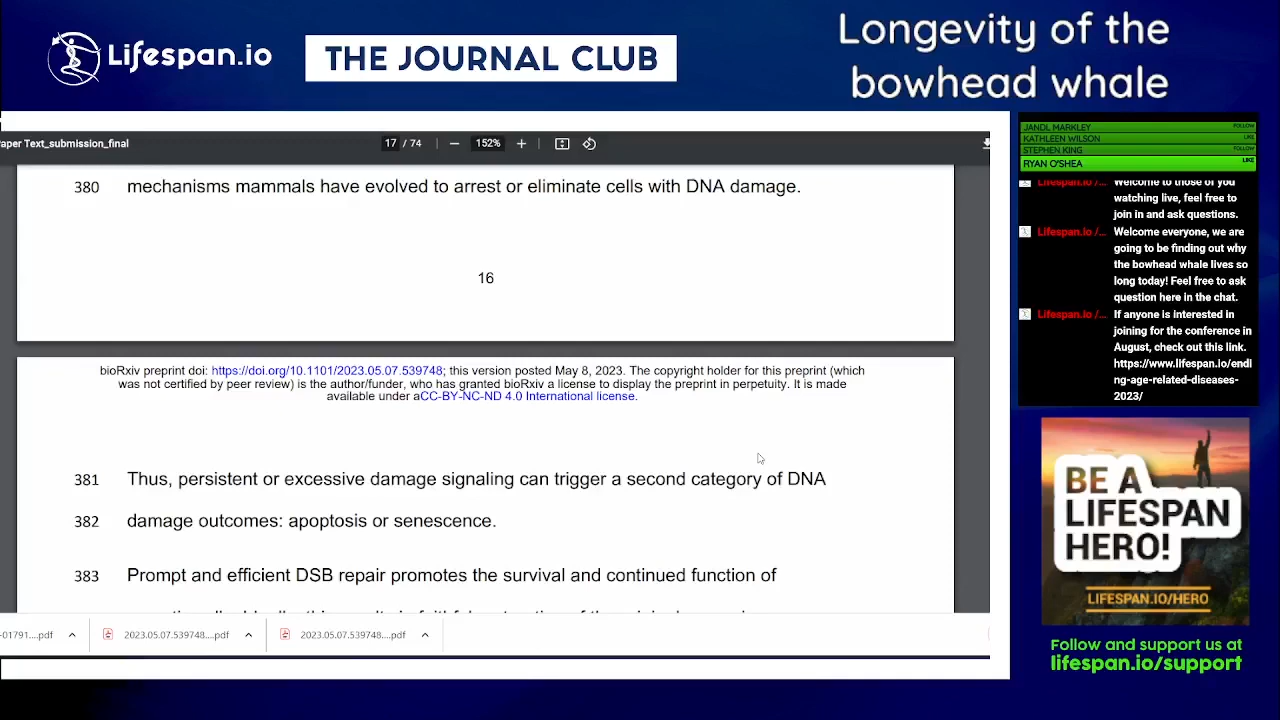 Lifespan.io
THE JOURNAL CLUB
Longevity of the
bowhead whale
aper Text_submission_final
17 / 74
152%
380 mechanisms mammals have evolved to arrest or eliminate cells with DNA damage.
16
bioRxiv preprint doi: https://doi.org/10.1101/2023.05.07.539748; this version posted May 8, 2023. The copyright holder for this preprint (which
was not certified by peer review) is the author/funder, who has granted bioRxiv a license to display the preprint in perpetuity. It is made
available under aCC-BY-NC-ND 4.0 International license.
381 Thus, persistent or excessive damage signaling can trigger a second category of DNA
382 damage outcomes: apoptosis or senescence.
383 Prompt and efficient DSB repair promotes the survival and continued function of
-01791....pdf
2023.05.07.539748....pdf
2023.05.07.539748....pdf
JANDL MARKLEY FOLLOW
KATHLEEN WILSON LIKE
STEPHEN KING FOLLOW
RYAN O'SHEA LIKE
Lifespan.io /... Welcome to those of you
watching live, feel free to
join in and ask questions.
Lifespan.io /... Welcome everyone, we are
going to be finding out why
the bowhead whale lives so
long today! Feel free to ask
question here in the chat.
Lifespan.io /... If anyone is interested in
joining for the conference in
August, check out this link.
https://www.lifespan.io/endi
ng-age-related-diseases-
2023/
BE A
LIFESPAN
HERO!
LIFESPAN.IO/HERO
Follow and support us at
lifespan.io/support